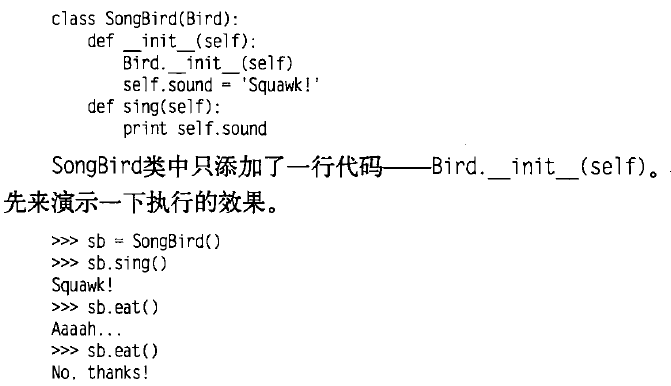 class SongBird(Bird):
    def __init__(self):
        Bird.__init__(self)
        self.sound = 'Squawk!'
    def sing(self):
        print self.sound
SongBird类中只添加了一行代码——Bird.__init__(self)。
先来演示一下执行的效果。
>>> sb = SongBird()
>>> sb.sing()
Squawk!
>>> sb.eat()
Aaaah...
>>> sb.eat()
No, thanks!